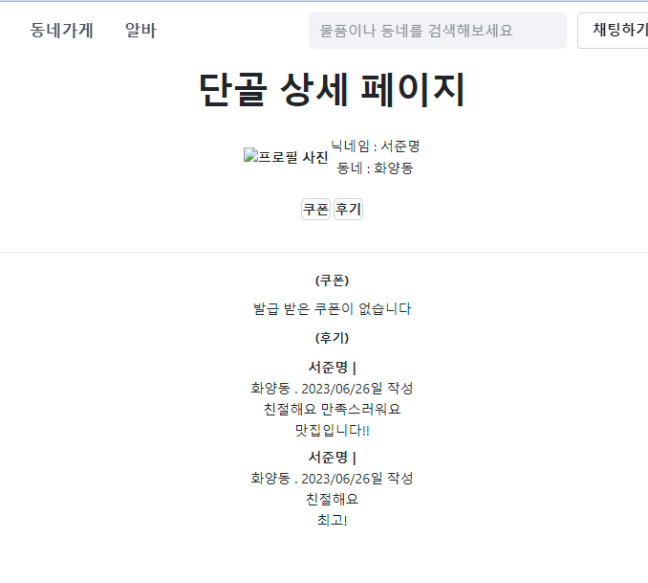 동네가게 알바 물품이나 동네를 검색해보세요 채팅하기
단골 상세 페이지
프로필 사진 닉네임 : 서준명
동네 : 화양동
쿠폰 후기
(쿠폰)
발급 받은 쿠폰이 없습니다
(후기)
서준명 |
화양동 . 2023/06/26일 작성
친절해요 만족스러워요
맛집입니다!!
서준명 |
화양동 . 2023/06/26일 작성
친절해요
최고!